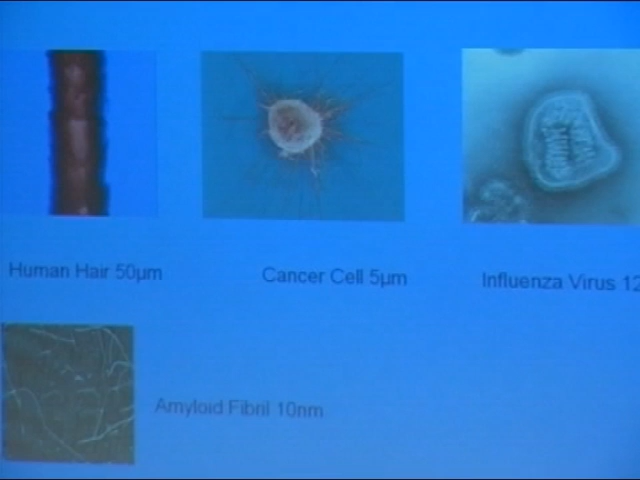 Human Hair 50µm
Cancer Cell 5µm
Influenza Virus 12
Amyloid Fibril 10nm